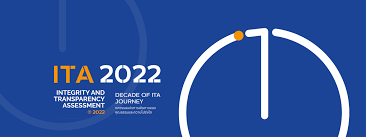 ITA 2022
INTEGRITY AND
TRANSPARENCY
ASSESSMENT
DECADE OF ITA
JOURNEY